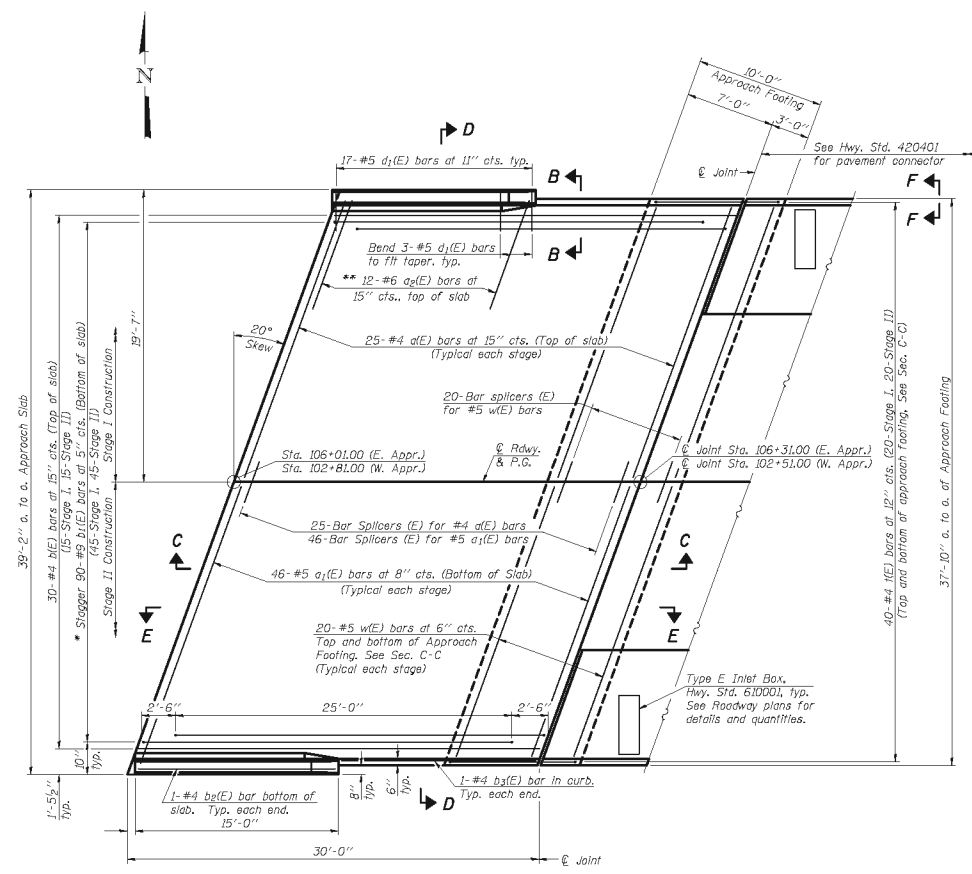 N
10'-0"
Approach Footing
7'-0"
3'-0"
See Hwy. Std. 420401
for pavement connector
℄ Joint
D
17-#5 d1(E) bars at 11" cts. typ.
B
B
F
F
Bend 3-#5 d1(E) bars
to fit taper, typ.
** 12-#6 a2(E) bars at
15" cts., top of slab
20°
Skew
25-#4 a(E) bars at 15" cts. (Top of slab)
(Typical each stage)
20-Bar splicers (E)
for #5 w(E) bars
Sta. 106+01.00 (E. Appr.)
Sta. 102+81.00 (W. Appr.)
℄ Rdwy.
& P.G.
℄ Joint Sta. 106+31.00 (E. Appr.)
℄ Joint Sta. 102+51.00 (W. Appr.)
25-Bar Splicers (E) for #4 a(E) bars
46-Bar Splicers (E) for #5 a1(E) bars
C
C
46-#5 a1(E) bars at 8" cts. (Bottom of Slab)
(Typical each stage)
E
E
20-#5 w(E) bars at 6" cts.
Top and bottom of Approach
Footing. See Sec. C-C
(Typical each stage)
Type E Inlet Box,
Hwy. Std. 610001, typ.
See Roadway plans for
details and quantities.
2'-6"
25'-0"
2'-6"
39'-2" o. to o. Approach Slab
30-#4 b(E) bars at 15" cts. (Top of slab)
(15-Stage I, 15-Stage II)
* Stagger 90-#9 b1(E) bars at 5" cts. (Bottom of slab)
(45-Stage I, 45-Stage II)
Stage II Construction
Stage I Construction
19'-7"
40-#4 t(E) bars at 12" cts. (20-Stage I, 20-Stage II)
(Top and bottom of approach footing, See Sec. C-C)
37'-10" o. to o. of Approach Footing
10"
typ.
1'-5½"
typ.
1-#4 b2(E) bar bottom of
slab. Typ. each end.
8"
typ.
6"
typ.
D
1-#4 b3(E) bar in curb.
Typ. each end.
15'-0"
30'-0"
℄ Joint